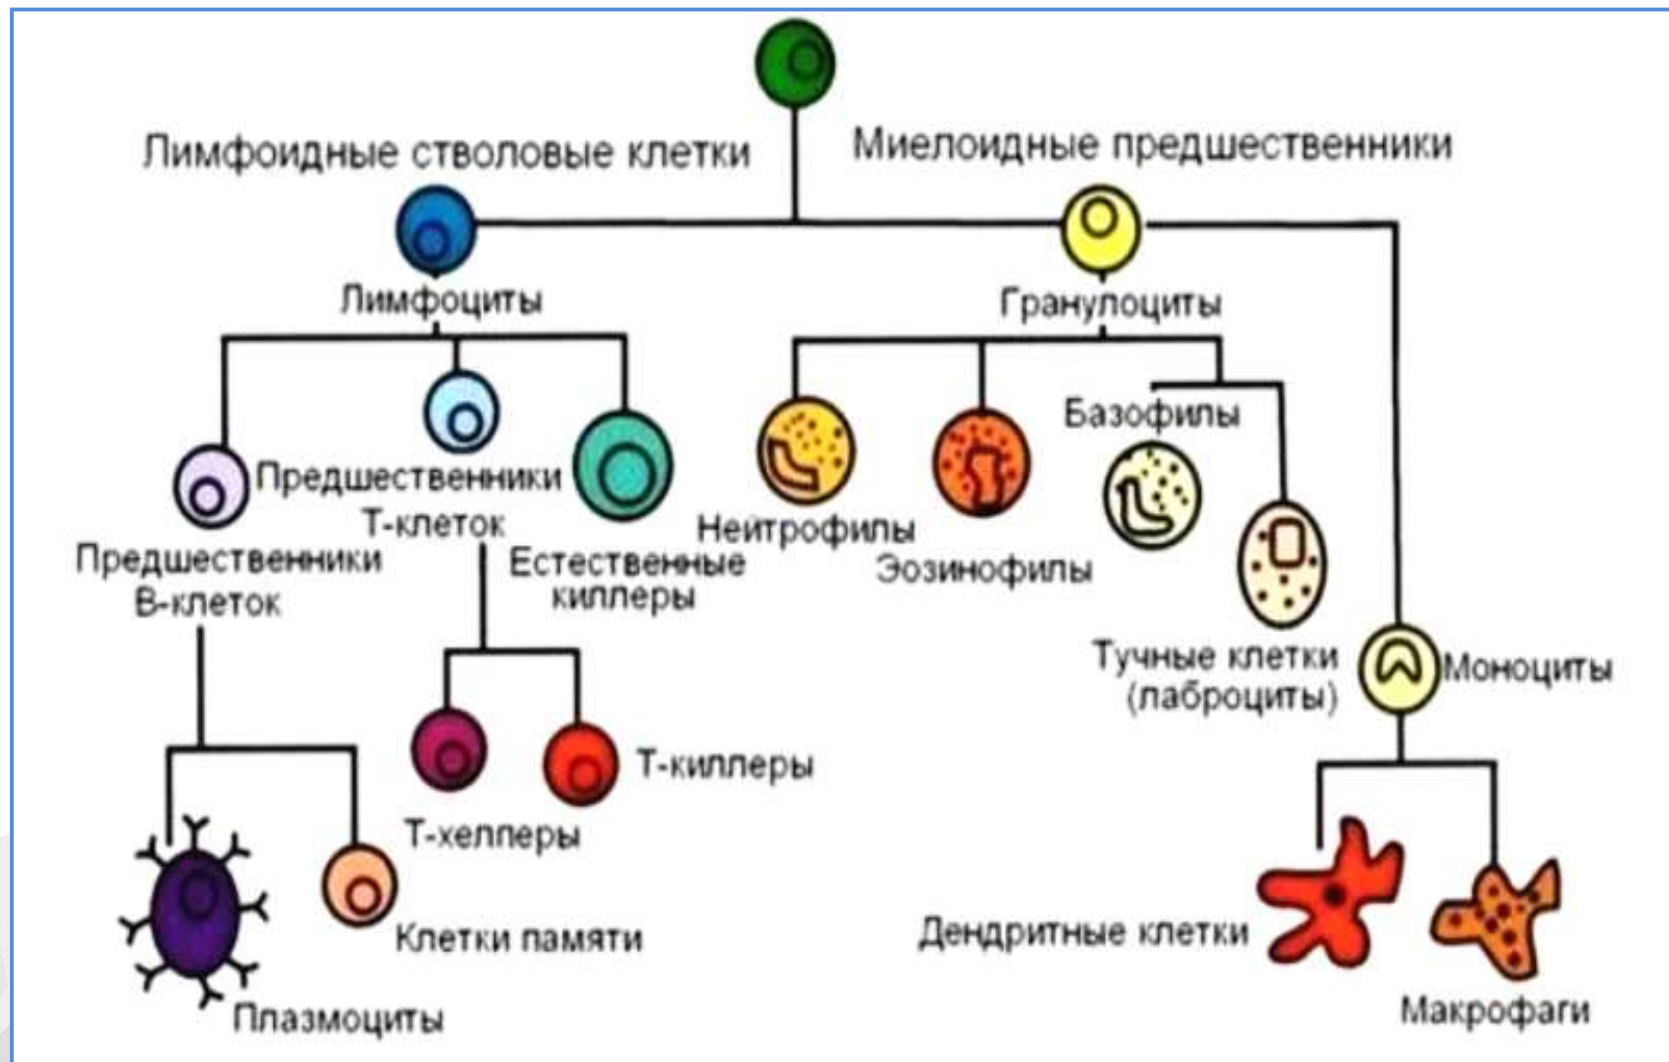 Лимфоидные стволовые клетки
Миелоидные предшественники
Лимфоциты
Гранулоциты
Базофилы
Предшественники
Т-клеток
Нейтрофилы
Предшественники
В-клеток
Естественные
киллеры
Эозинофилы
Тучные клетки
(лаброциты)
Моноциты
Т-киллеры
Т-хелперы
Клетки памяти
Дендритные клетки
Плазмоциты
Макрофаги